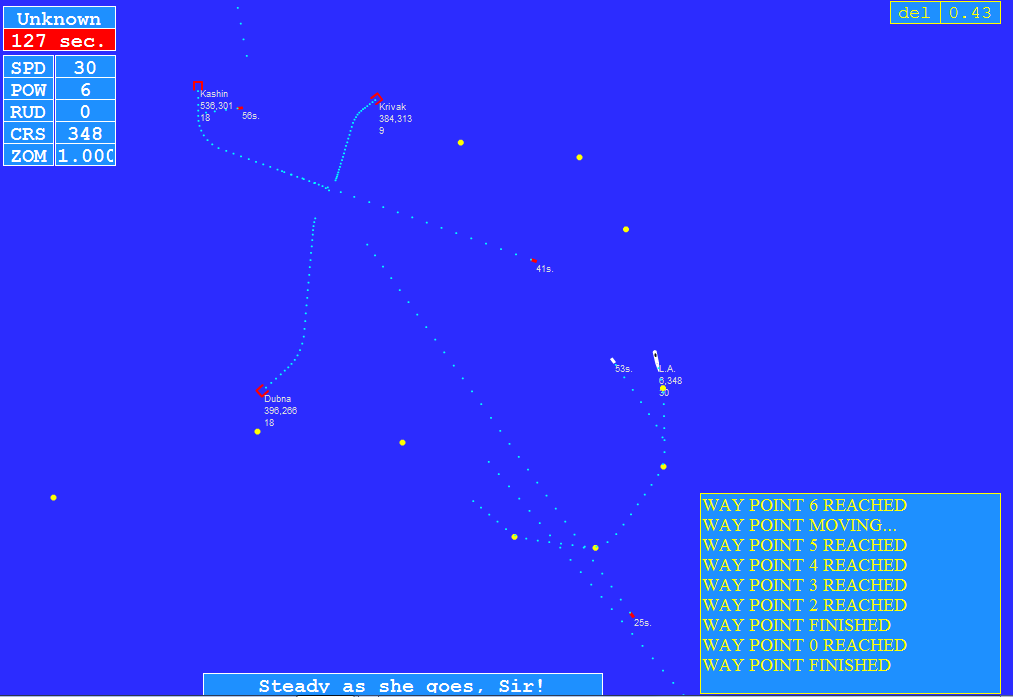 Unknown
127 sec.
SPD 30
POW 6
RUD 0
CRS 348
ZOM 1.000
del 0.43
Kashin
536,301
18
56s.
Krivak
384,313
9
41s.
53s.
L.A.
6,348
30
Dubna
396,266
18
25s.
WAY POINT 6 REACHED
WAY POINT MOVING...
WAY POINT 5 REACHED
WAY POINT 4 REACHED
WAY POINT 3 REACHED
WAY POINT 2 REACHED
WAY POINT FINISHED
WAY POINT 0 REACHED
WAY POINT FINISHED
Steady as she goes, Sir!